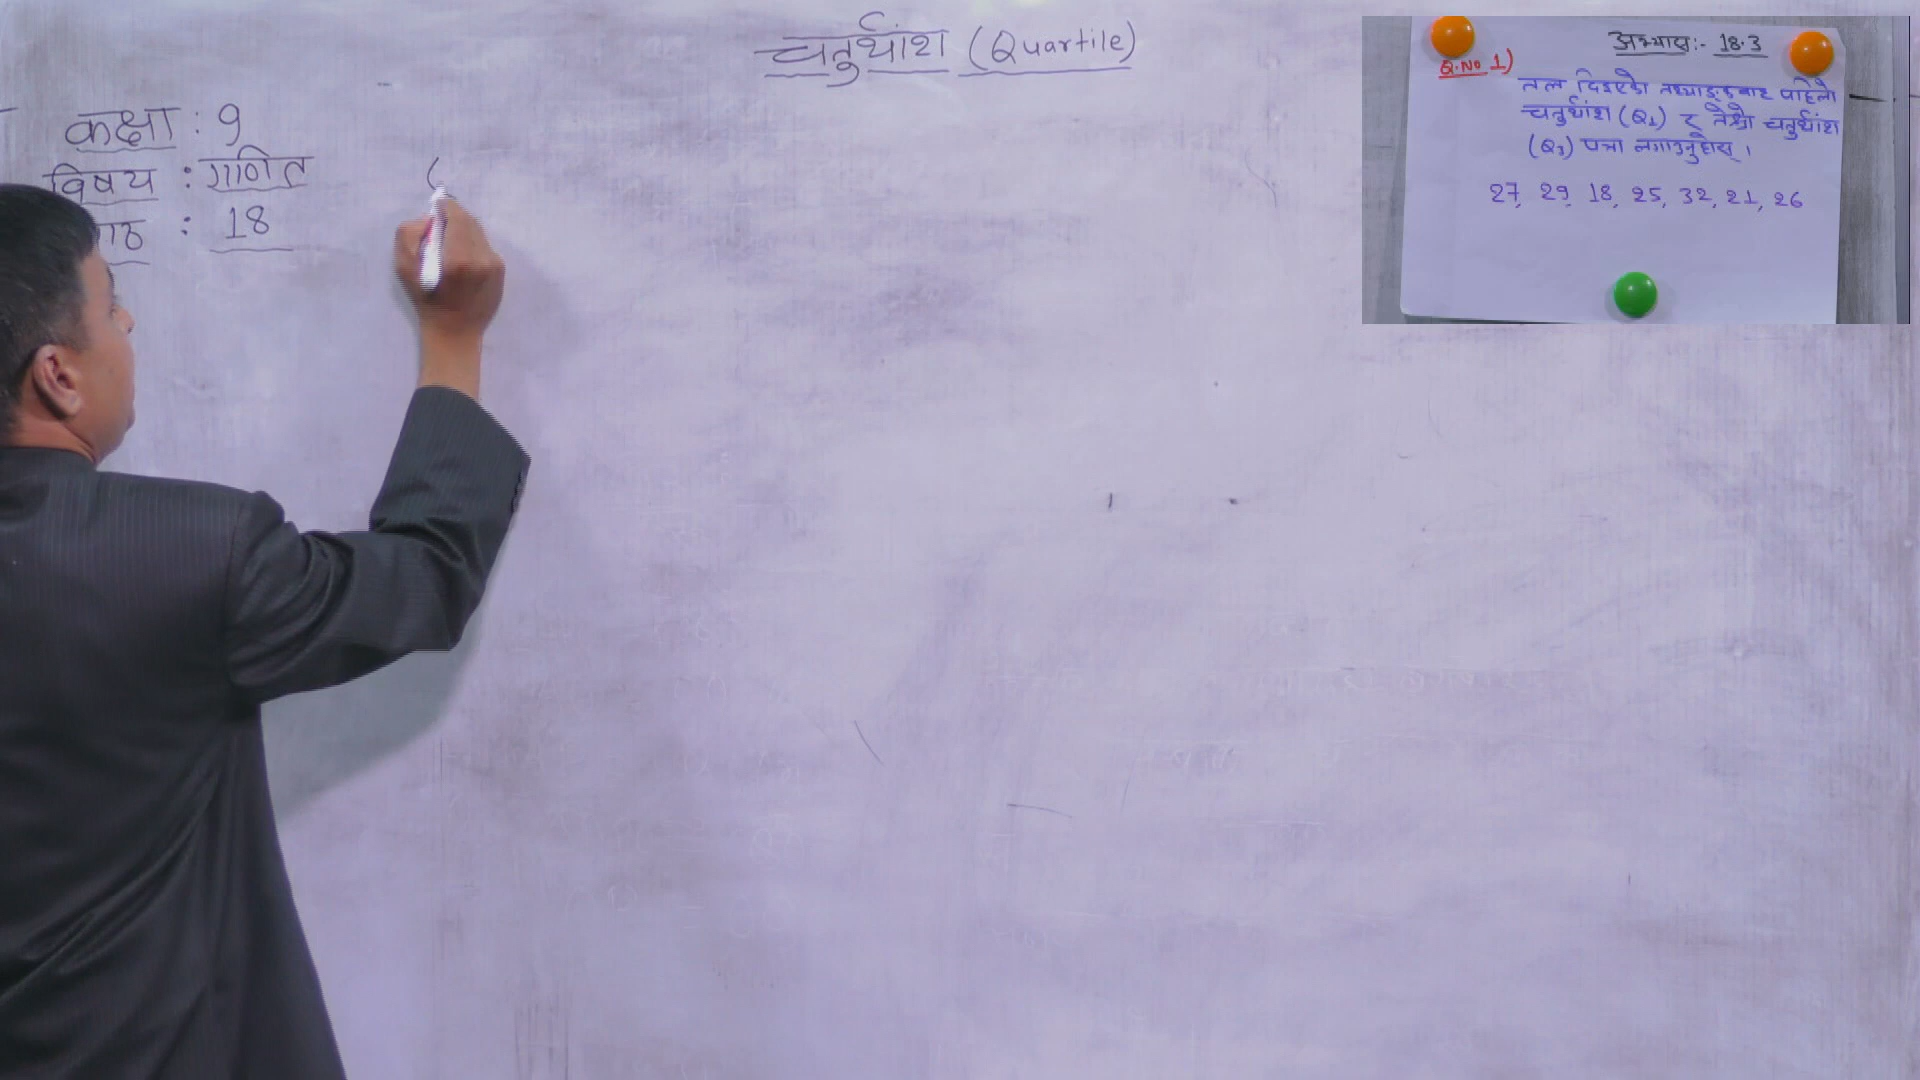 चतुर्थांश (Quartile)
कक्षा : 9
विषय : गणित
पाठ : 18
(
अभ्यास:- 18.3
Q.No 1)
तल दिइएको तथ्याङ्कबाट पहिलो
चतुर्थांश (Q₁) र तेश्रो चतुर्थांश
(Q₃) पत्ता लगाउनुहोस् ।
27, 29, 18, 25, 32, 21, 26